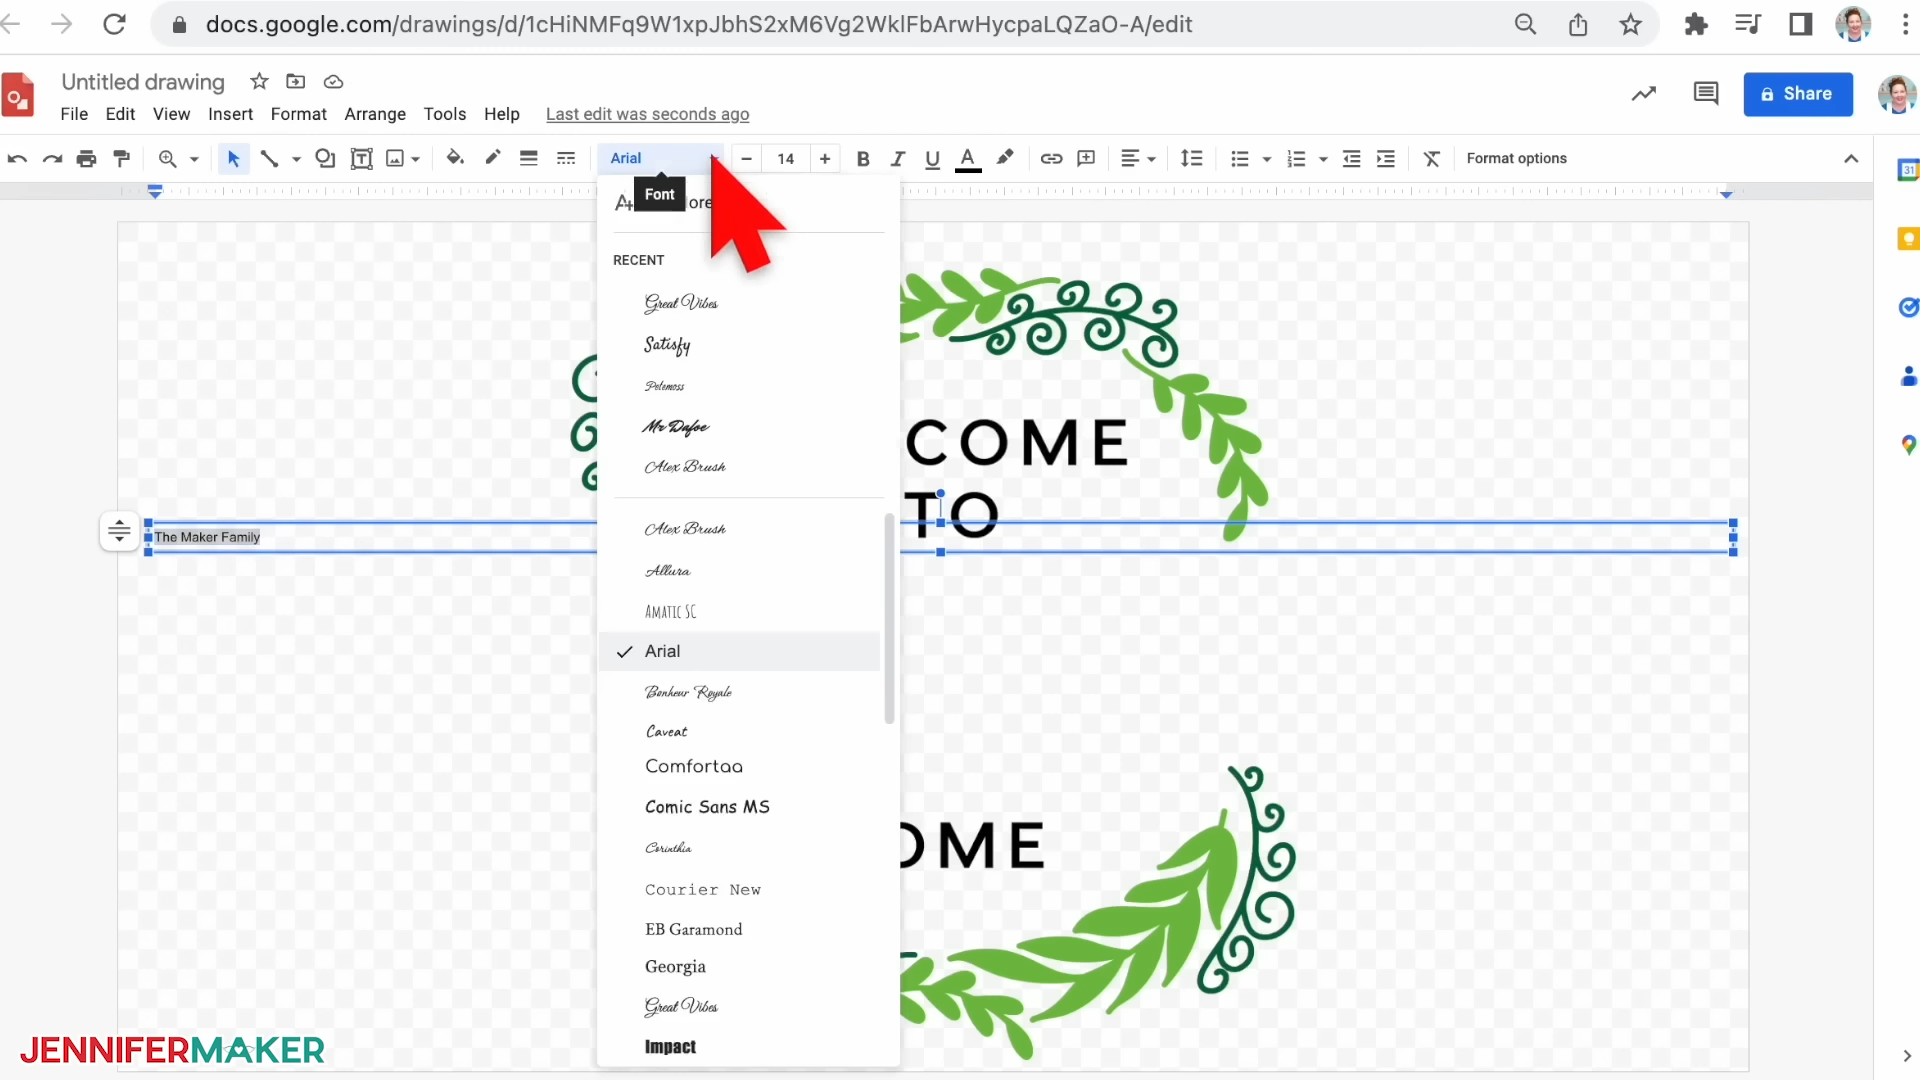 docs.google.com/drawings/d/1cHiNMFq9W1xpJbhS2xM6Vg2WklFbArwHycpaLQZaO-A/edit
Untitled drawing
File Edit View Insert Format Arrange Tools Help Last edit was seconds ago
Share
Arial
14
Format options
31
Font
ore
RECENT
Great Vibes
Satisfy
Petemoss
Mr Dafoe
Alex Brush
Alex Brush
Allura
AMATIC SC
Arial
Bonheur Royale
Caveat
Comfortaa
Comic Sans MS
Corinthia
Courier New
EB Garamond
Georgia
Great Vibes
Impact
COME
TO
The Maker Family
OME
JENNIFERMAKER